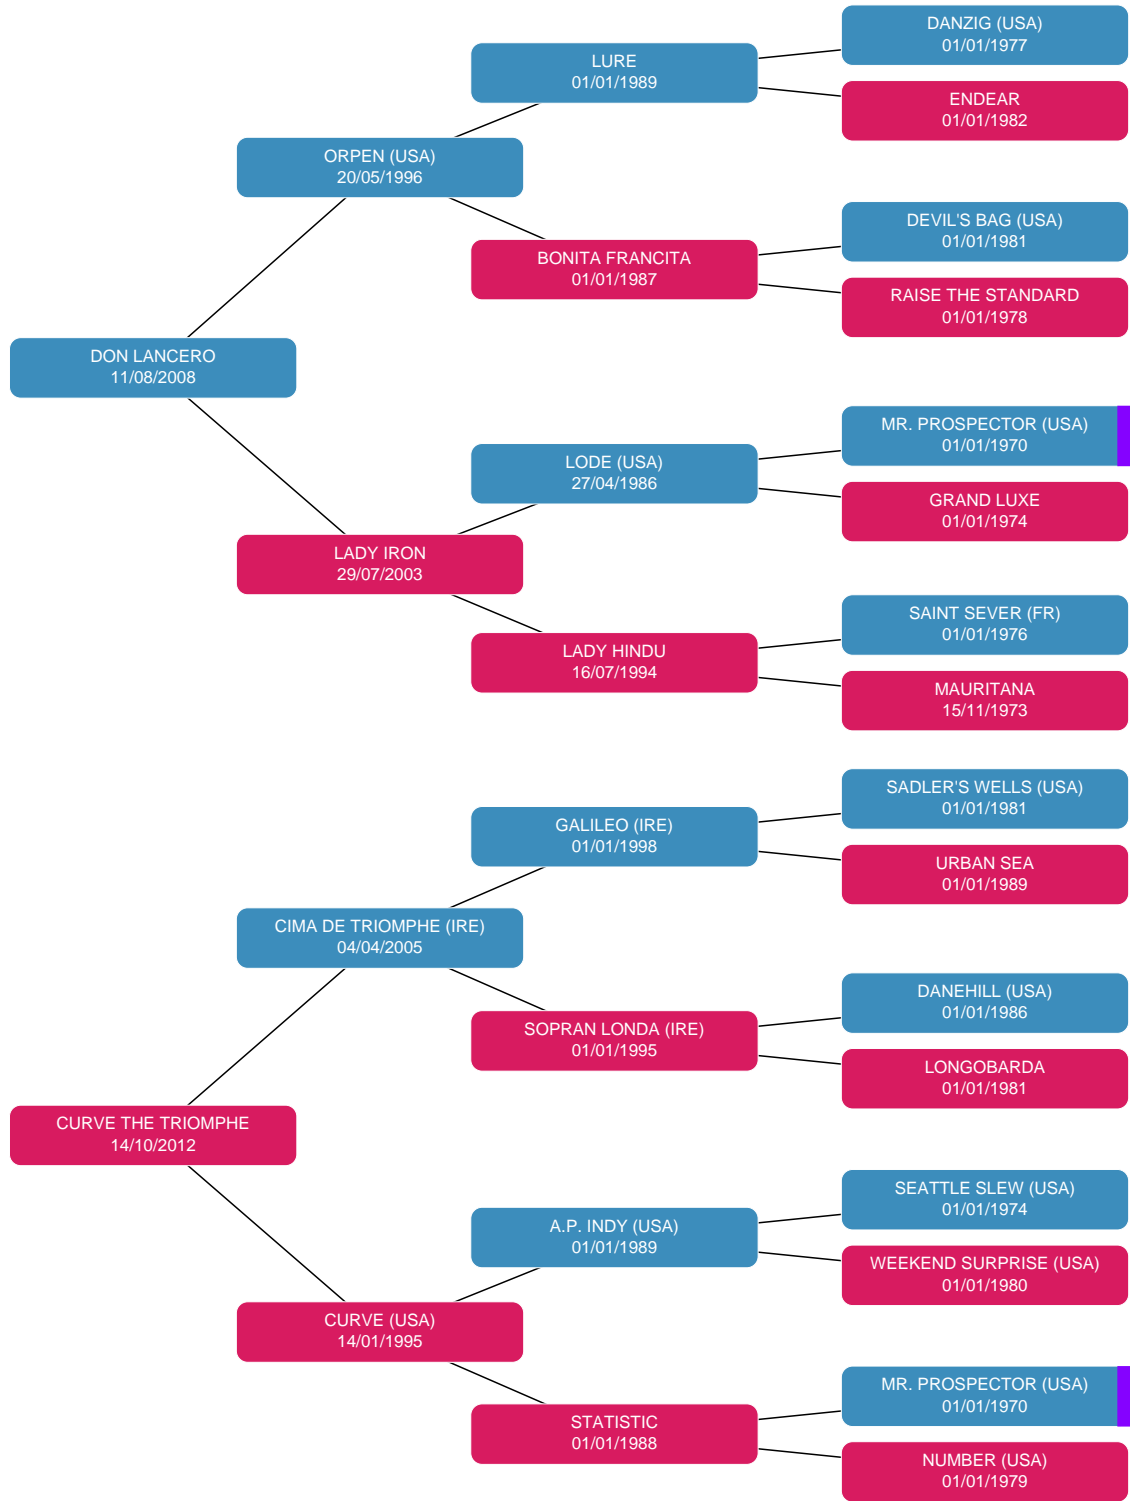 DANZIG (USA)
01/01/1977
LURE
01/01/1989
ENDEAR
01/01/1982
ORPEN (USA)
20/05/1996
DEVIL'S BAG (USA)
01/01/1981
BONITA FRANCITA
01/01/1987
RAISE THE STANDARD
01/01/1978
DON LANCERO
11/08/2008
MR. PROSPECTOR (USA)
01/01/1970
LODE (USA)
27/04/1986
GRAND LUXE
01/01/1974
LADY IRON
29/07/2003
SAINT SEVER (FR)
01/01/1976
LADY HINDU
16/07/1994
MAURITANA
15/11/1973
SADLER'S WELLS (USA)
01/01/1981
GALILEO (IRE)
01/01/1998
URBAN SEA
01/01/1989
CIMA DE TRIOMPHE (IRE)
04/04/2005
DANEHILL (USA)
01/01/1986
SOPRAN LONDA (IRE)
01/01/1995
LONGOBARDA
01/01/1981
CURVE THE TRIOMPHE
14/10/2012
SEATTLE SLEW (USA)
01/01/1974
A.P. INDY (USA)
01/01/1989
WEEKEND SURPRISE (USA)
01/01/1980
CURVE (USA)
14/01/1995
MR. PROSPECTOR (USA)
01/01/1970
STATISTIC
01/01/1988
NUMBER (USA)
01/01/1979